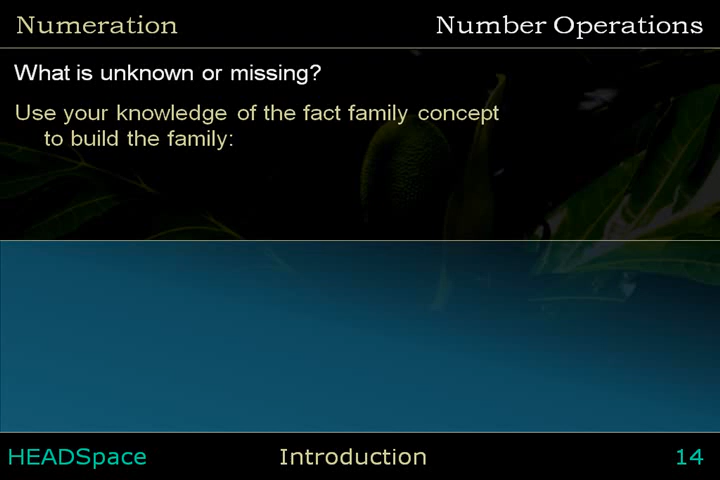 Numeration
Number Operations
What is unknown or missing?
Use your knowledge of the fact family concept
to build the family:
HEADSpace
Introduction
14